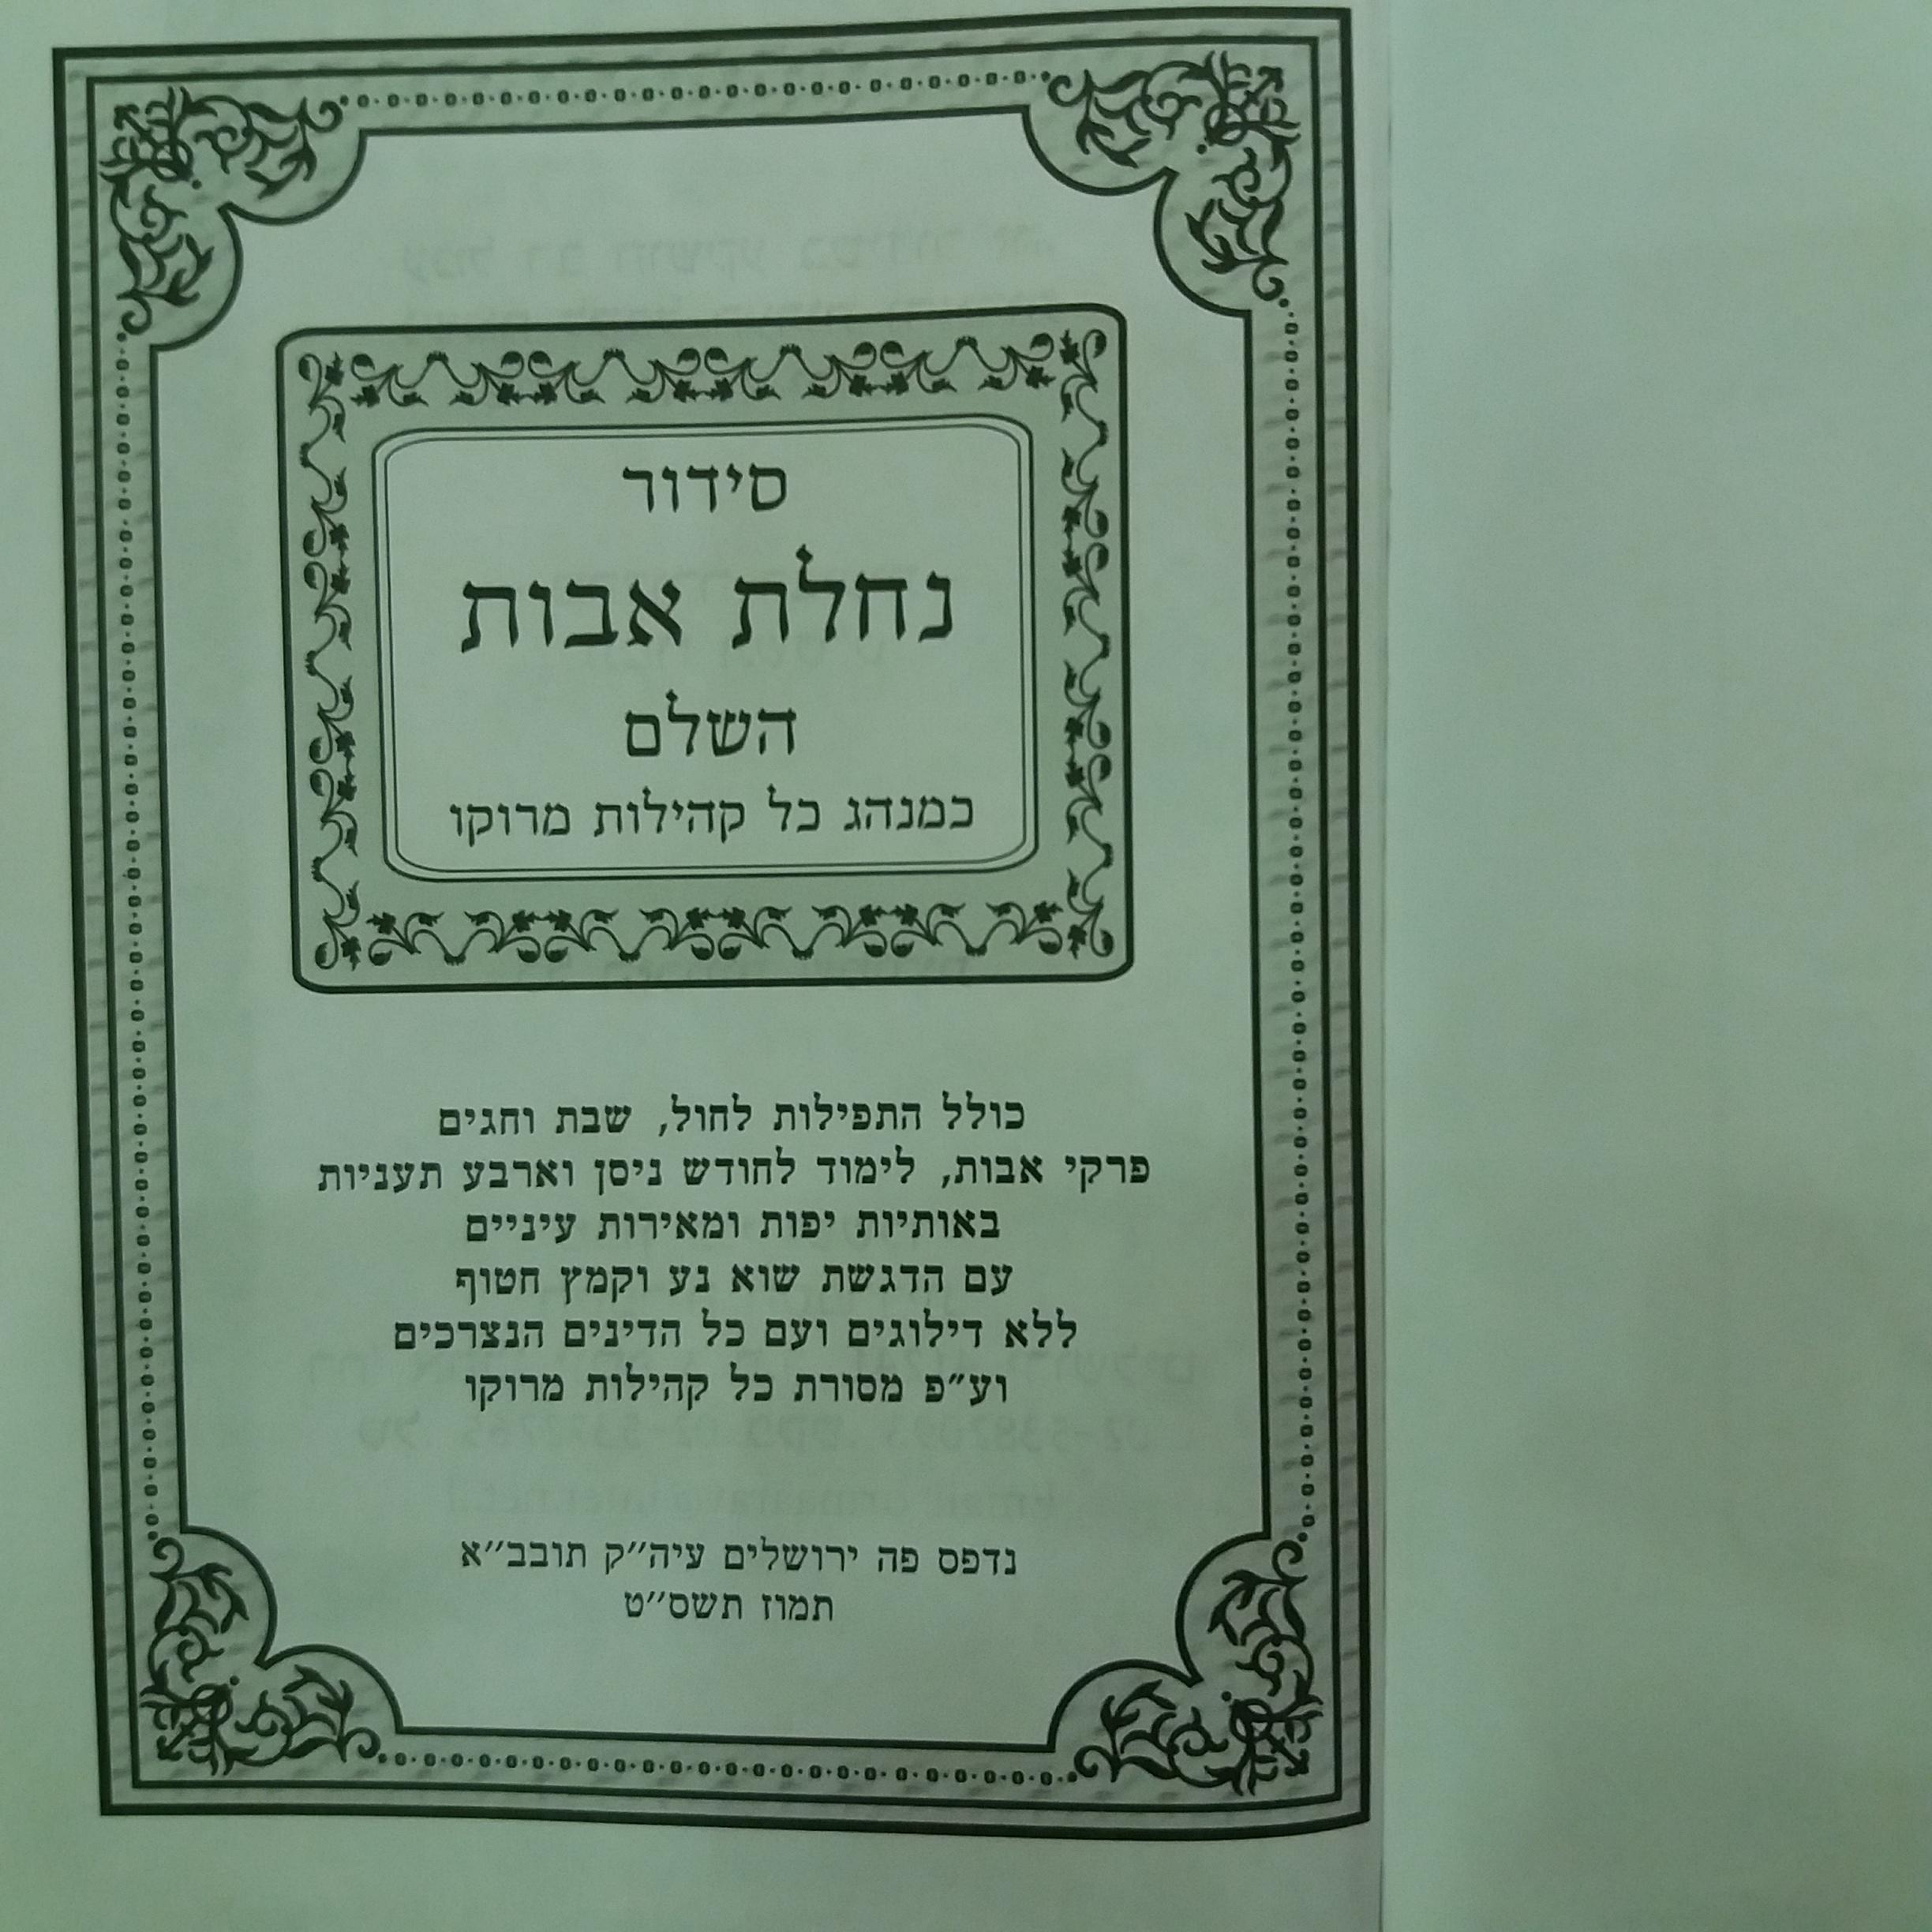 סידור
נחלת אבות
השלם
כמנהג כל קהילות מרוקו
כולל התפילות לחול, שבת וחגים
פרקי אבות, לימוד לחודש ניסן וארבע תעניות
באותיות יפות ומאירות עיניים
עם הדגשת שוא נע וקמץ חטוף
ללא דילוגים ועם כל הדינים הנצרכים
וע״פ מסורת כל קהילות מרוקו
נדפס פה ירושלים עיה״ק תובב״א
תמוז תשס״ט